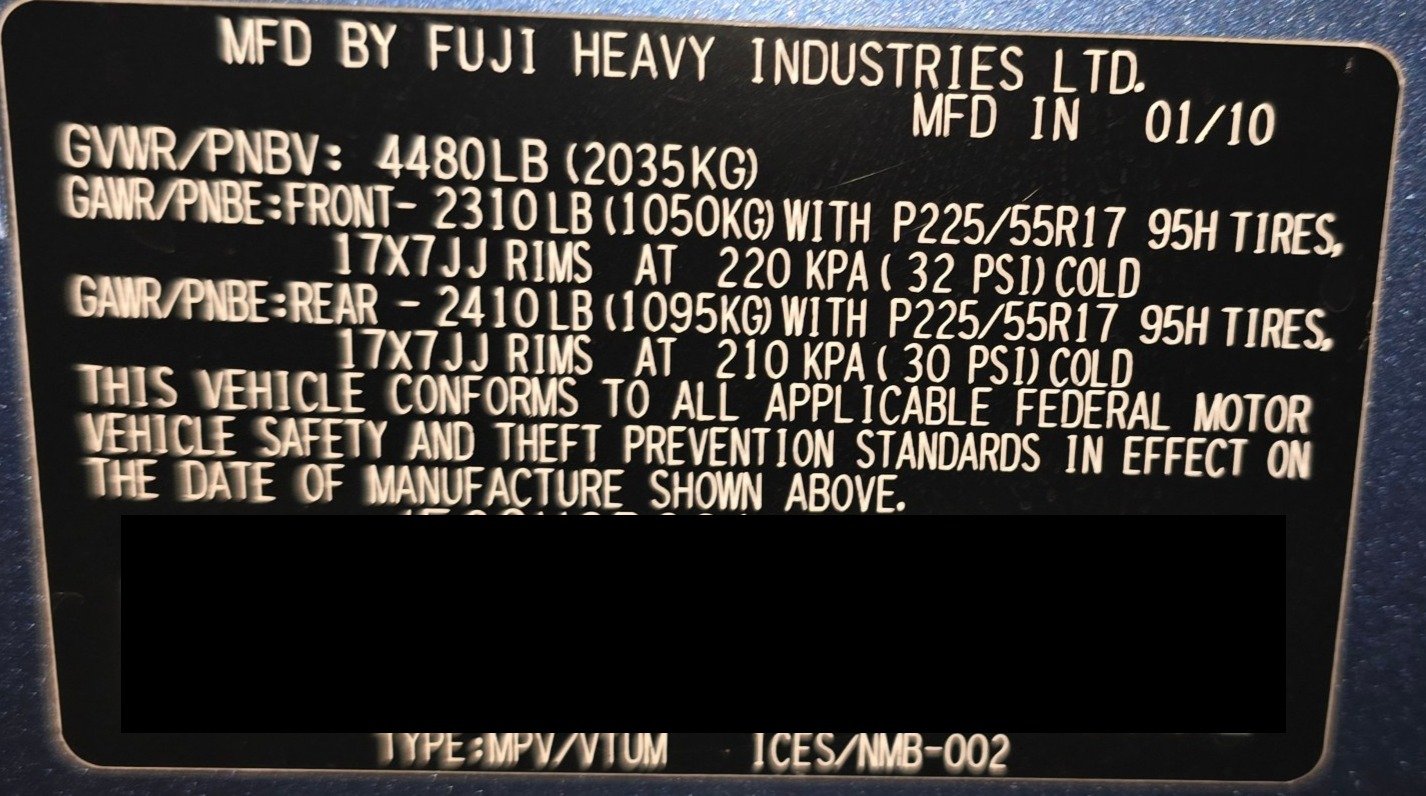 MFD BY FUJI HEAVY INDUSTRIES LTD.
MFD IN 01/10
GVWR/PNBV: 4480LB (2035KG)
GAWR/PNBE:FRONT- 2310LB (1050KG) WITH P225/55R17 95H TIRES,
17X7JJ RIMS AT 220 KPA ( 32 PSI) COLD
GAWR/PNBE:REAR - 2410LB (1095KG) WITH P225/55R17 95H TIRES,
17X7JJ RIMS AT 210 KPA ( 30 PSI) COLD
THIS VEHICLE CONFORMS TO ALL APPLICABLE FEDERAL MOTOR
VEHICLE SAFETY AND THEFT PREVENTION STANDARDS IN EFFECT ON
THE DATE OF MANUFACTURE SHOWN ABOVE.
TYPE:MPV/VTUM ICES/NMB-002